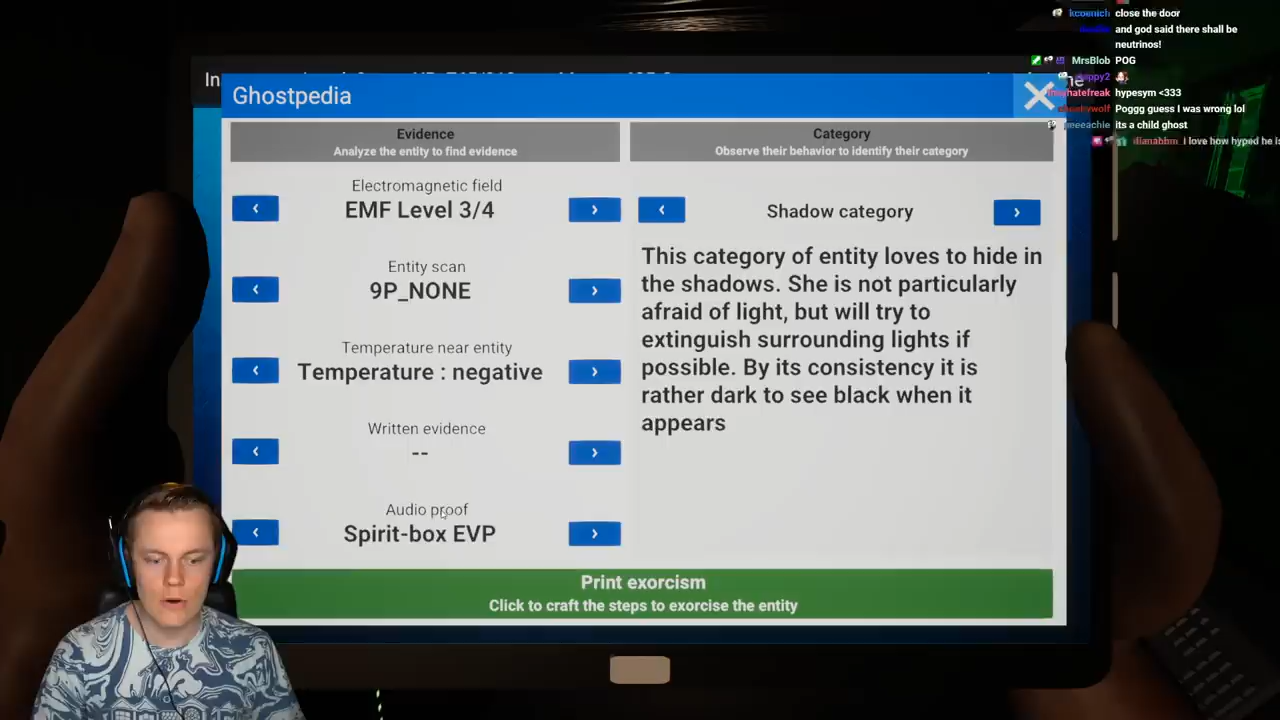 Ghostpedia
Evidence
Analyze the entity to find evidence
Electromagnetic field
EMF Level 3/4
Entity scan
9P_NONE
Temperature near entity
Temperature : negative
Written evidence
--
Audio proof
Spirit-box EVP
Category
Observe their behavior to identify their category
Shadow category
This category of entity loves to hide in
the shadows. She is not particularly
afraid of light, but will try to
extinguish surrounding lights if
possible. By its consistency it is
rather dark to see black when it
appears
Print exorcism
Click to craft the steps to exorcise the entity
close the door
and god said there shall be
neutrinos!
MrsBlob POG
hypesym <333
Poggg guess I was wrong lol
its a child ghost
i love how hyped he is